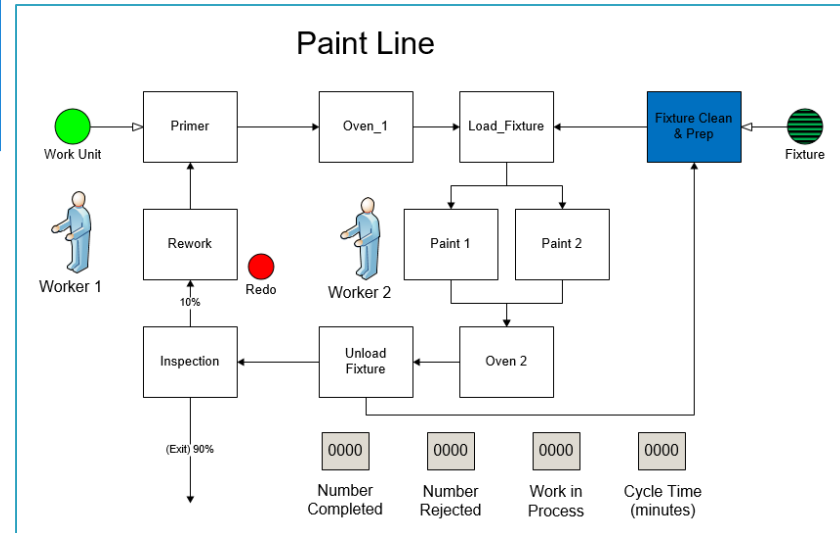 Paint Line
Primer
Oven_1
Load_Fixture
Fixture Clean
& Prep
Work Unit
Fixture
Rework
Paint 1
Paint 2
Worker 1
Redo
Worker 2
10%
Inspection
Unload
Fixture
Oven 2
(Exit) 90%
0000
0000
0000
0000
Number
Completed
Number
Rejected
Work in
Process
Cycle Time
(minutes)